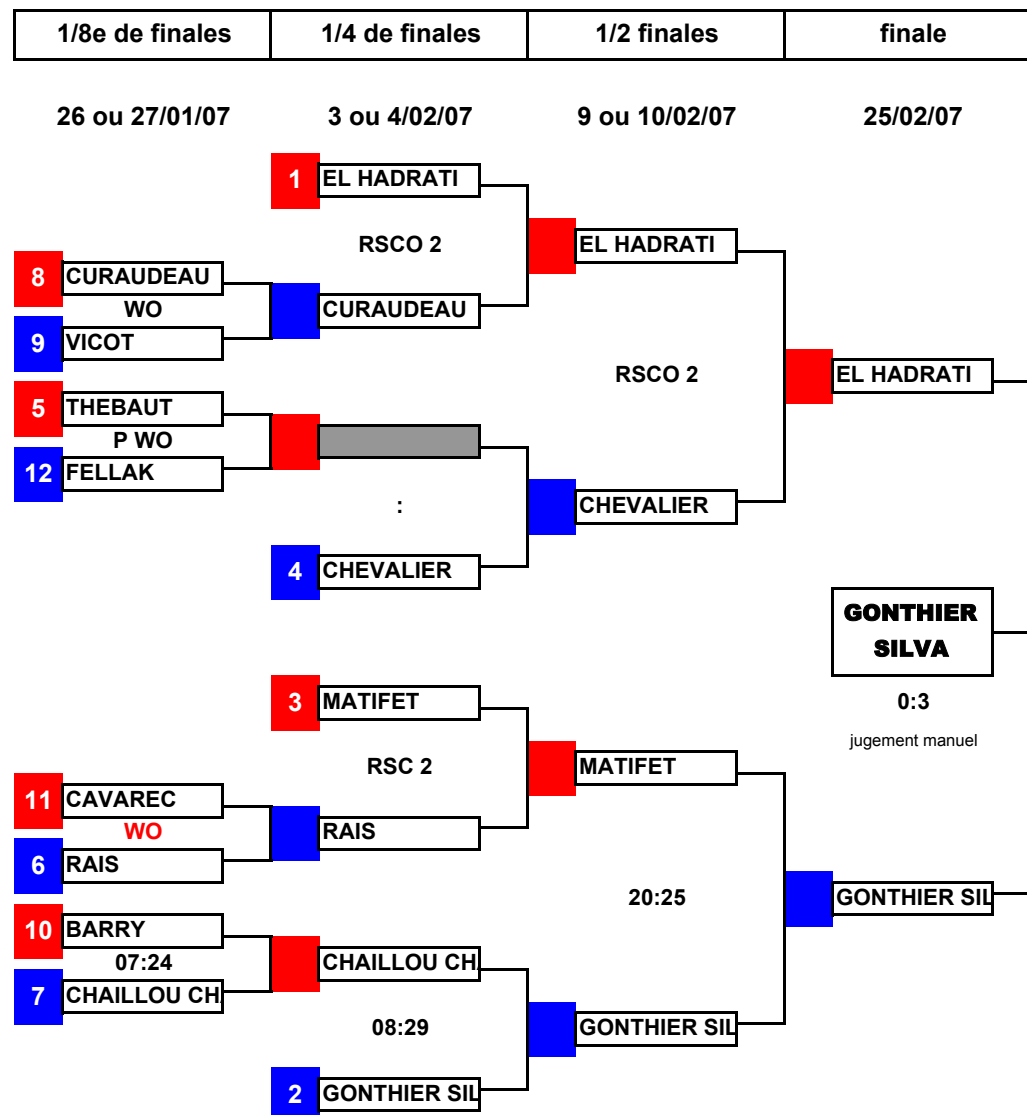 1/8e de finales 1/4 de finales 1/2 finales finale
26 ou 27/01/07 3 ou 4/02/07 9 ou 10/02/07 25/02/07
1 EL HADRATI
RSCO 2
EL HADRATI
8 CURAUDEAU
WO
CURAUDEAU
9 VICOT
RSCO 2
EL HADRATI
5 THEBAUT
P WO
12 FELLAK
:
CHEVALIER
4 CHEVALIER
GONTHIER
SILVA
0:3
jugement manuel
3 MATIFET
RSC 2
MATIFET
11 CAVAREC
WO
RAIS
6 RAIS
20:25
GONTHIER SIL
10 BARRY
07:24
CHAILLOU CH
7 CHAILLOU CH
08:29
GONTHIER SIL
2 GONTHIER SIL